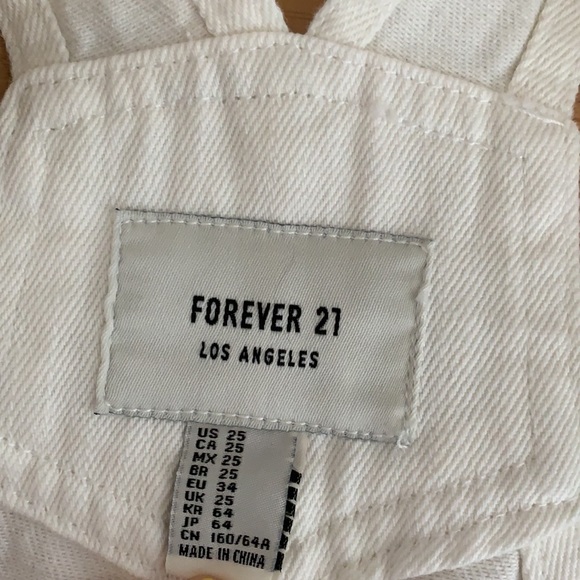 FOREVER 21
LOS ANGELES
US 25
CA 25
MX 25
BR 25
EU 34
UK 25
KR 64
JP 64
CN 160/64A
MADE IN CHINA